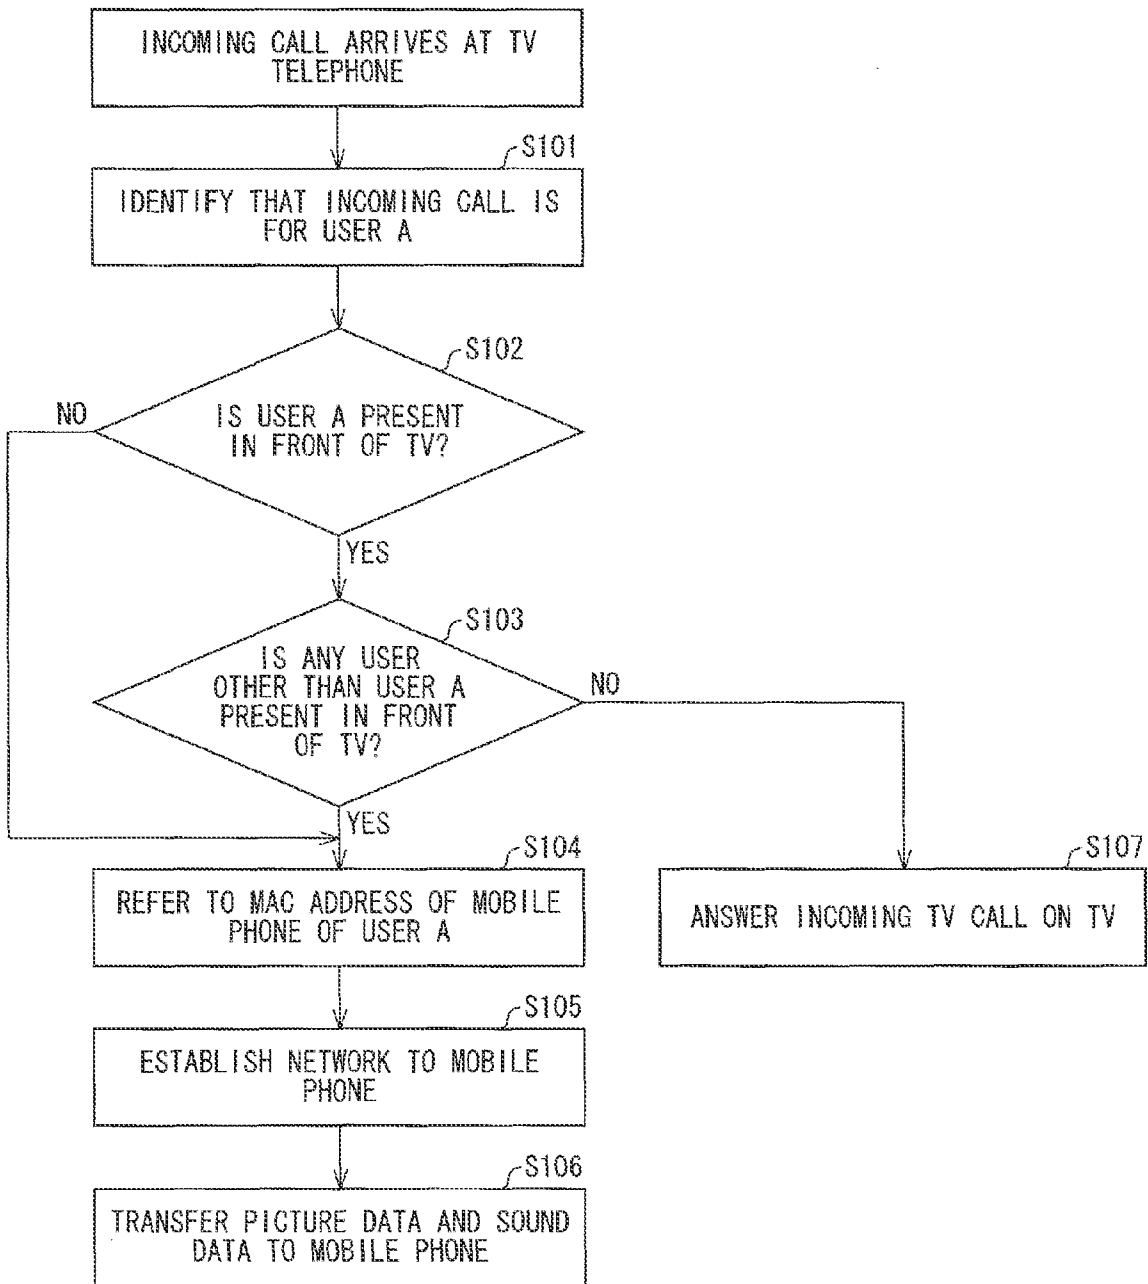 INCOMING CALL ARRIVES AT TV
TELEPHONE
S101
IDENTIFY THAT INCOMING CALL IS
FOR USER A
S102
NO
IS USER A PRESENT
IN FRONT OF TV?
YES
S103
IS ANY USER
OTHER THAN USER A
PRESENT IN FRONT
OF TV?
NO
YES
S104
REFER TO MAC ADDRESS OF MOBILE
PHONE OF USER A
S107
ANSWER INCOMING TV CALL ON TV
S105
ESTABLISH NETWORK TO MOBILE
PHONE
S106
TRANSFER PICTURE DATA AND SOUND
DATA TO MOBILE PHONE